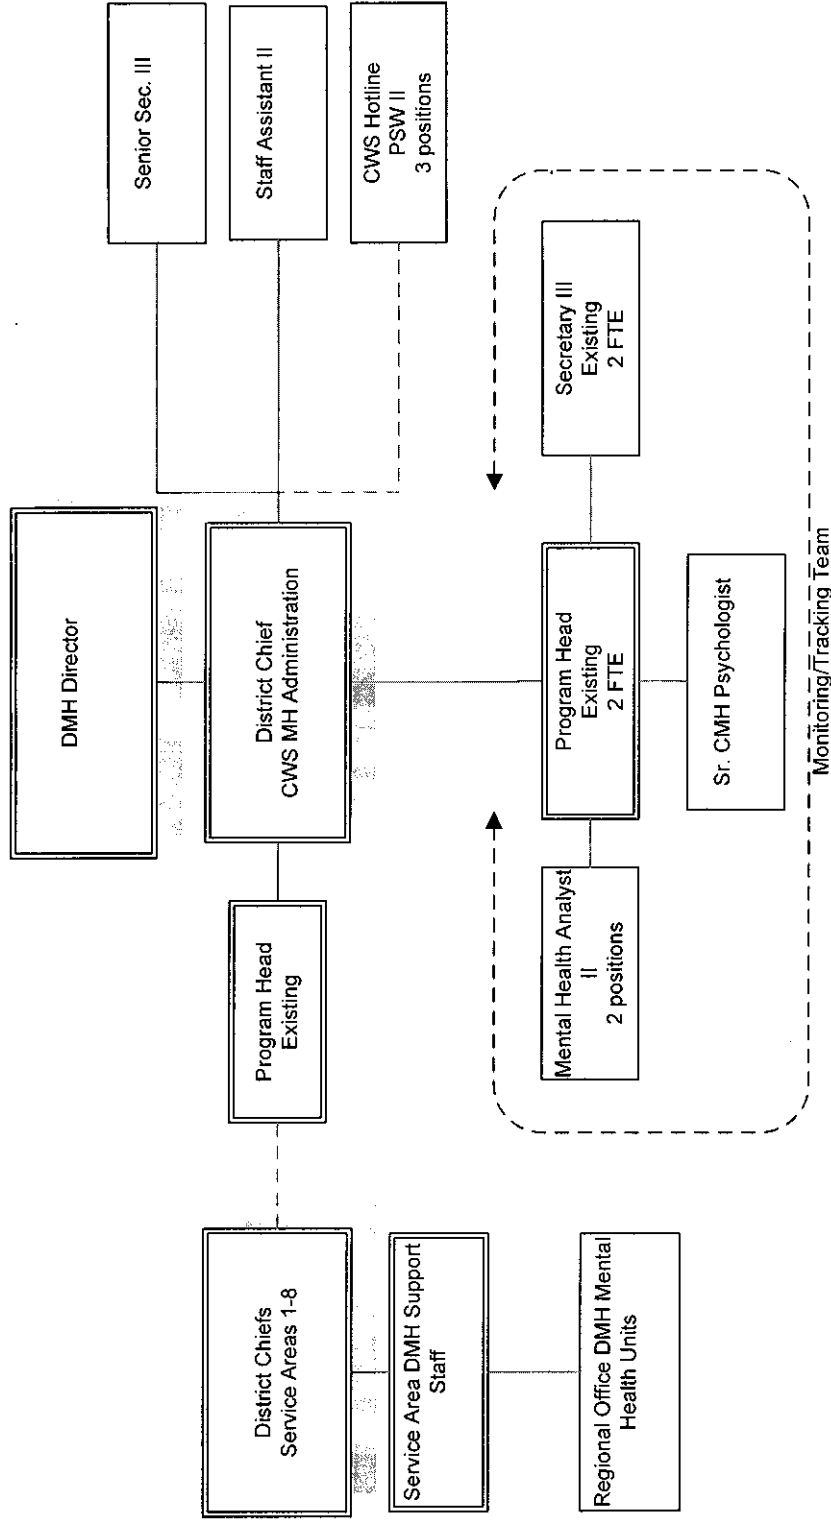 DMH Director
District Chief
CWS MH Administration
Senior Sec. III
Staff Assistant II
CWS Hotline
PSW II
3 positions
Program Head
Existing
District Chiefs
Service Areas 1-8
Service Area DMH Support
Staff
Regional Office DMH Mental
Health Units
Mental Health Analyst
II
2 positions
Program Head
Existing
2 FTE
Secretary III
Existing
2 FTE
Sr. CMH Psychologist
Monitoring/Tracking Team